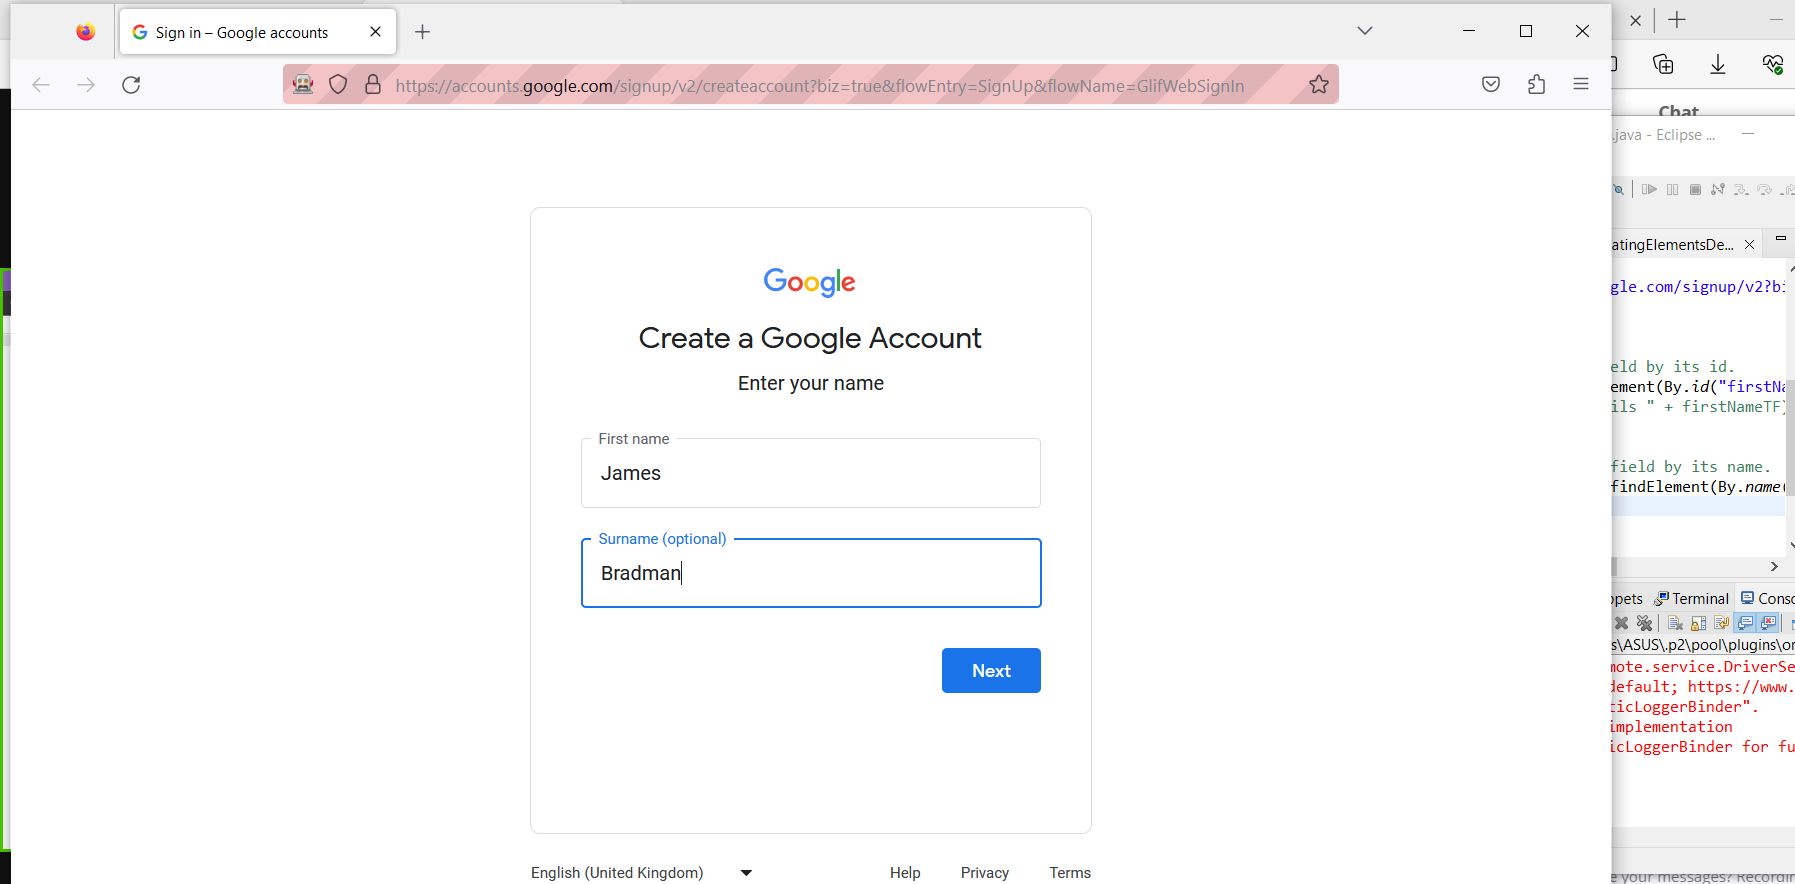 Sign in – Google accounts
https://accounts.google.com/signup/v2/createaccount?biz=true&flowEntry=SignUp&flowName=GlifWebSignIn
Google
Create a Google Account
Enter your name
First name
James
Surname (optional)
Bradman
Next
English (United Kingdom)
Help
Privacy
Terms
Chat
.java - Eclipse ...
atingElementsDe...
gle.com/signup/v2?bi
eld by its id.
ement(By.id("firstNa
ils " + firstNameTF)
field by its name.
findElement(By.name(
ppets
Terminal
Conso
s\ASUS\.p2\pool\plugins\or
mote.service.DriverSe
default; https://www.
ticLoggerBinder".
implementation
icLoggerBinder for fu
e your messages? Recordin